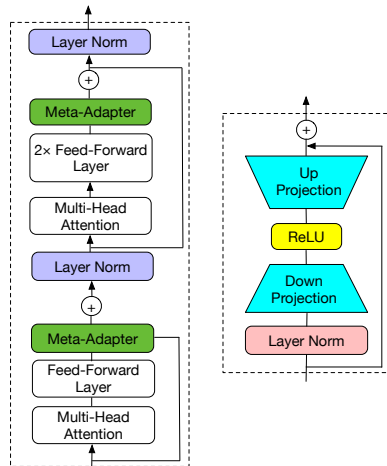 Layer Norm
+
Meta-Adapter
2× Feed-Forward
Layer
Multi-Head
Attention
Layer Norm
+
Meta-Adapter
Feed-Forward
Layer
Multi-Head
Attention
+
Up
Projection
ReLU
Down
Projection
Layer Norm